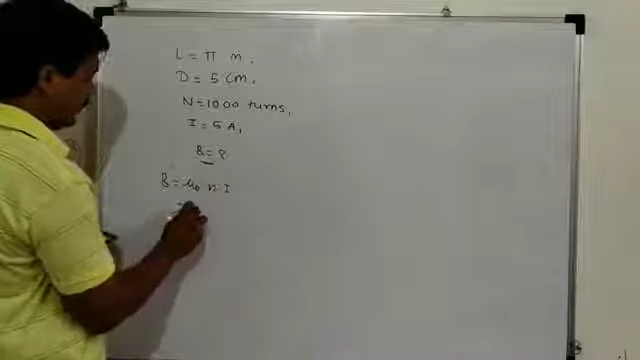 L = π m.
D = 5 cm.
N = 1000 turns,
I = 5 A,
B = ?
B = μ₀ n I
=